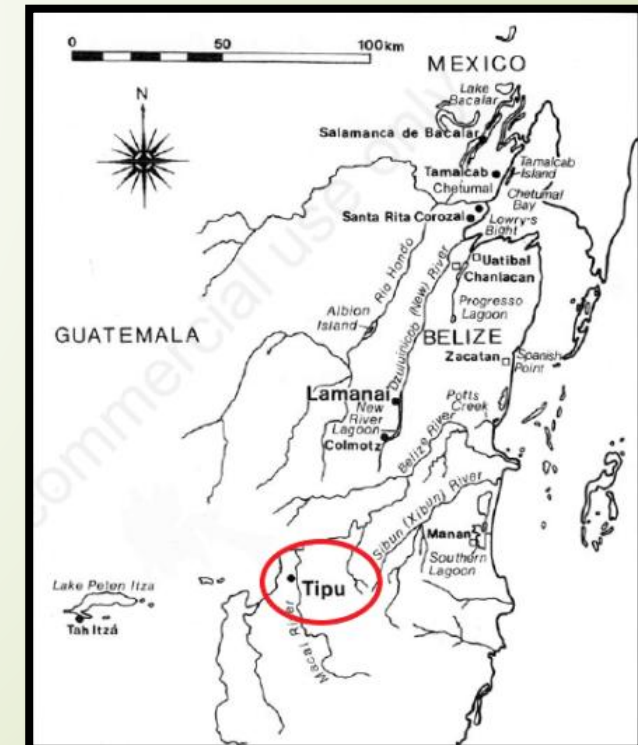 0 50 100 km
MEXICO
N
Lake
Bacalar
Salamanca de Bacalar
Tamalcab
Chetumal
Tamalcab
Island
Chetumal
Bay
Santa Rita Corozal
Lowry's
Bight
Rio Hondo
Dzuluinicob (New) River
Uatibal
Chanlacan
Progresso
Lagoon
Albion
Island
GUATEMALA
BELIZE
Zacatan
Spanish
Point
Lamanai
New
River
Lagoon
Colmotz
Potts
Creek
Belize River
Sibun (Xibun) River
Manan
Southern
Lagoon
Tipu
Macal River
Lake Peten Itza
Tah Itzá
commercial use only